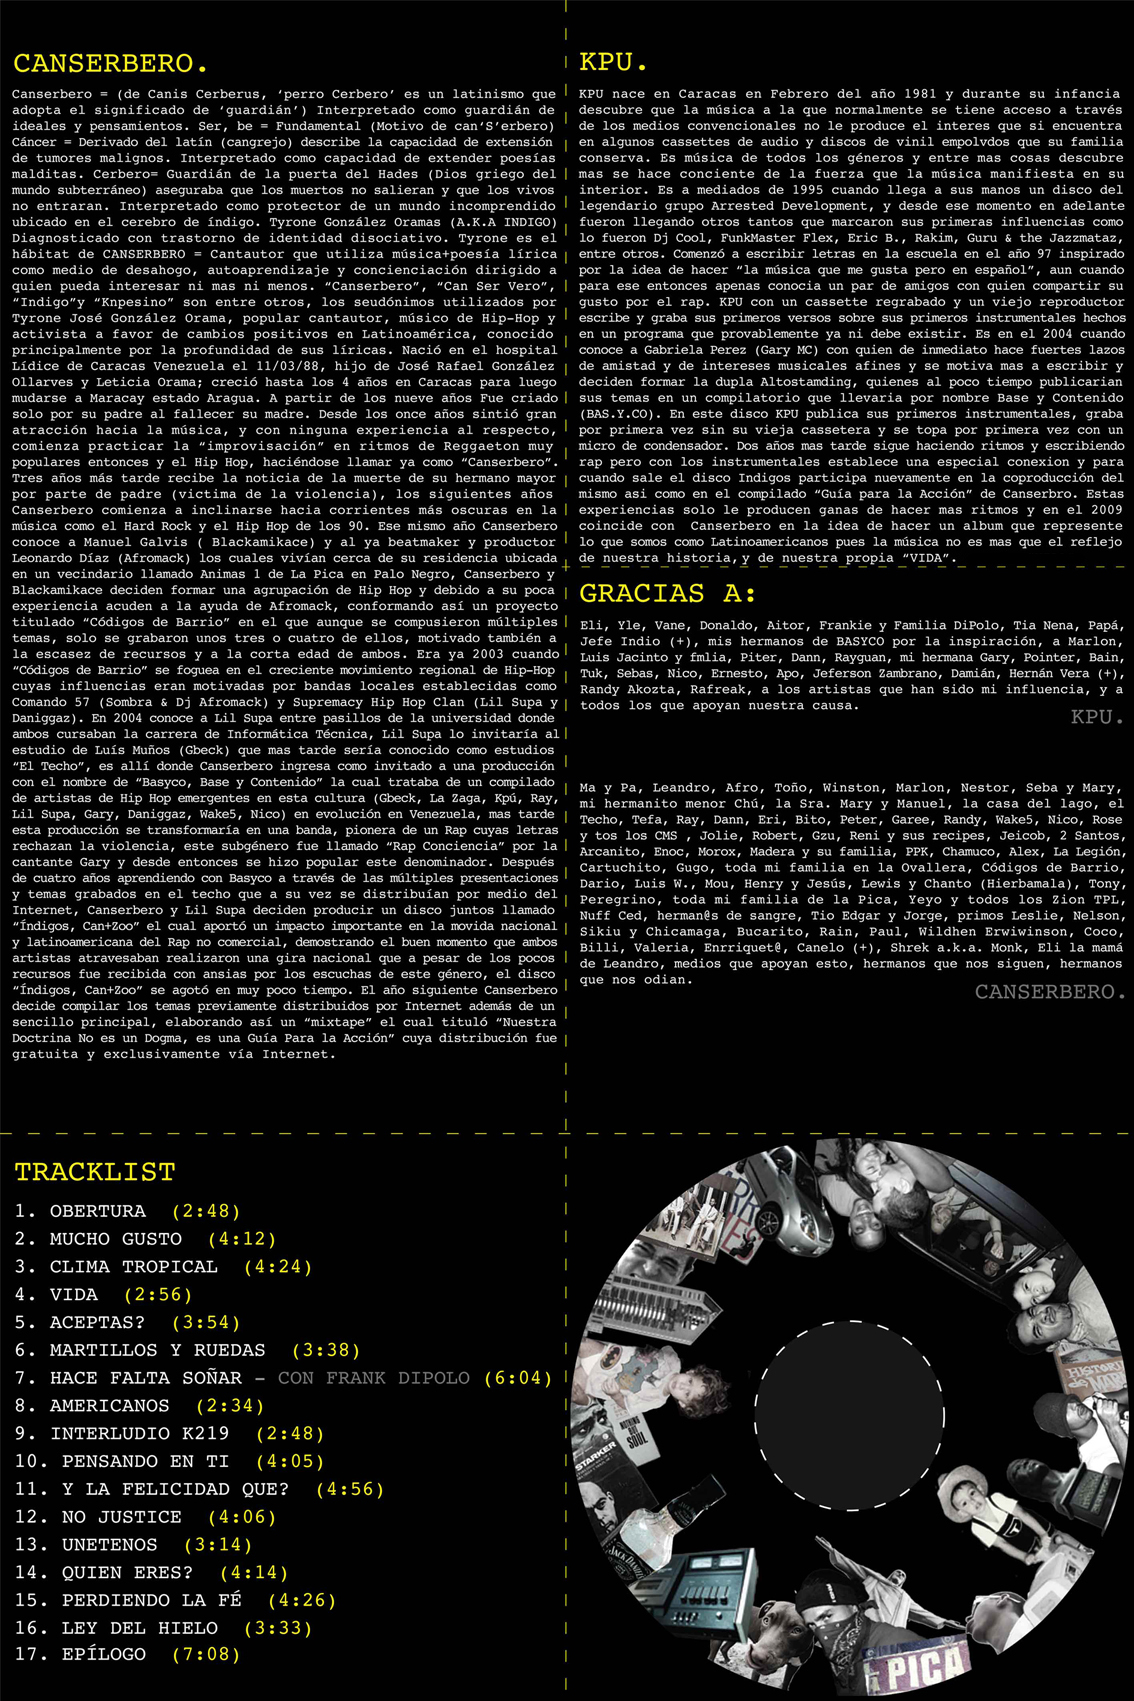 CANSERBERO.
Canserbero = (de Canis Cerberus, ‘perro Cerbero’ es un latinismo que
adopta el significado de ‘guardián’) Interpretado como guardián de
ideales y pensamientos. Ser, be = Fundamental (Motivo de can’S’erbero)
Cáncer = Derivado del latín (cangrejo) describe la capacidad de extensión
de tumores malignos. Interpretado como capacidad de extender poesías
malditas. Cerbero= Guardián de la puerta del Hades (Dios griego del
mundo subterráneo) aseguraba que los muertos no salieran y que los vivos
no entraran. Interpretado como protector de un mundo incomprendido
ubicado en el cerebro de índigo. Tyrone González Oramas (A.K.A INDIGO)
Diagnosticado con trastorno de identidad disociativo. Tyrone es el
hábitat de CANSERBERO = Cantautor que utiliza música+poesía lírica
como medio de desahogo, autoaprendizaje y concienciación dirigido a
quien pueda interesar ni mas ni menos. “Canserbero”, “Can Ser Vero”,
“Indigo”y “Knpesino” son entre otros, los seudónimos utilizados por
Tyrone José González Orama, popular cantautor, músico de Hip-Hop y
activista a favor de cambios positivos en Latinoamérica, conocido
principalmente por la profundidad de sus líricas. Nació en el hospital
Lídice de Caracas Venezuela el 11/03/88, hijo de José Rafael González
Ollarves y Leticia Orama; creció hasta los 4 años en Caracas para luego
mudarse a Maracay estado Aragua. A partir de los nueve años Fue criado
solo por su padre al fallecer su madre. Desde los once años sintió gran
atracción hacia la música, y con ninguna experiencia al respecto,
comienza practicar la “improvisación” en ritmos de Reggaeton muy
populares entonces y el Hip Hop, haciéndose llamar ya como “Canserbero”.
Tres años más tarde recibe la noticia de la muerte de su hermano mayor
por parte de padre (victima de la violencia), los siguientes años
Canserbero comienza a inclinarse hacia corrientes más oscuras en la
música como el Hard Rock y el Hip Hop de los 90. Ese mismo año Canserbero
conoce a Manuel Galvis ( Blackamikace) y al ya beatmaker y productor
Leonardo Díaz (Afromack) los cuales vivían cerca de su residencia ubicada
en un vecindario llamado Animas 1 de La Pica en Palo Negro, Canserbero y
Blackamikace deciden formar una agrupación de Hip Hop y debido a su poca
experiencia acuden a la ayuda de Afromack, conformando así un proyecto
titulado “Códigos de Barrio” en el que aunque se compusieron múltiples
temas, solo se grabaron unos tres o cuatro de ellos, motivado también a
la escasez de recursos y a la corta edad de ambos. Era ya 2003 cuando
“Códigos de Barrio” se foguea en el creciente movimiento regional de Hip-Hop
cuyas influencias eran motivadas por bandas locales establecidas como
Comando 57 (Sombra & Dj Afromack) y Supremacy Hip Hop Clan (Lil Supa y
Daniggaz). En 2004 conoce a Lil Supa entre pasillos de la universidad donde
ambos cursaban la carrera de Informática Técnica, Lil Supa lo invitaría al
estudio de Luís Muños (Gbeck) que mas tarde sería conocido como estudios
“El Techo”, es allí donde Canserbero ingresa como invitado a una producción
con el nombre de “Basyco, Base y Contenido” la cual trataba de un compilado
de artistas de Hip Hop emergentes en esta cultura (Gbeck, La Zaga, Kpú, Ray,
Lil Supa, Gary, Daniggaz, Wake5, Nico) en evolución en Venezuela, mas tarde
esta producción se transformaría en una banda, pionera de un Rap cuyas letras
rechazan la violencia, este subgénero fue llamado “Rap Conciencia” por la
cantante Gary y desde entonces se hizo popular este denominador. Después
de cuatro años aprendiendo con Basyco a través de las múltiples presentaciones
y temas grabados en el techo que a su vez se distribuían por medio del
Internet, Canserbero y Lil Supa deciden producir un disco juntos llamado
“Índigos, Can+Zoo” el cual aportó un impacto importante en la movida nacional
y latinoamericana del Rap no comercial, demostrando el buen momento que ambos
artistas atravesaban realizaron una gira nacional que a pesar de los pocos
recursos fue recibida con ansias por los escuchas de este género, el disco
“Índigos, Can+Zoo” se agotó en muy poco tiempo. El año siguiente Canserbero
decide compilar los temas previamente distribuidos por Internet además de un
sencillo principal, elaborando así un “mixtape” el cual tituló “Nuestra
Doctrina No es un Dogma, es una Guía Para la Acción” cuya distribución fue
gratuita y exclusivamente vía Internet.
KPU.
KPU nace en Caracas en Febrero del año 1981 y durante su infancia
descubre que la música a la que normalmente se tiene acceso a través
de los medios convencionales no le produce el interes que si encuentra
en algunos cassettes de audio y discos de vinil empolvdos que su familia
conserva. Es música de todos los géneros y entre mas cosas descubre
mas se hace conciente de la fuerza que la música manifiesta en su
interior. Es a mediados de 1995 cuando llega a sus manos un disco del
legendario grupo Arrested Development, y desde ese momento en adelante
fueron llegando otros tantos que marcaron sus primeras influencias como
lo fueron Dj Cool, FunkMaster Flex, Eric B., Rakim, Guru & the Jazzmataz,
entre otros. Comenzó a escribir letras en la escuela en el año 97 inspirado
por la idea de hacer “la música que me gusta pero en español”, aun cuando
para ese entonces apenas conocia un par de amigos con quien compartir su
gusto por el rap. KPU con un cassette regrabado y un viejo reproductor
escribe y graba sus primeros versos sobre sus primeros instrumentales hechos
en un programa que provablemente ya ni debe existir. Es en el 2004 cuando
conoce a Gabriela Perez (Gary MC) con quien de inmediato hace fuertes lazos
de amistad y de intereses musicales afines y se motiva mas a escribir y
deciden formar la dupla Altostamding, quienes al poco tiempo publicarian
sus temas en un compilatorio que llevaria por nombre Base y Contenido
(BAS.Y.CO). En este disco KPU publica sus primeros instrumentales, graba
por primera vez sin su vieja cassetera y se topa por primera vez con un
micro de condensador. Dos años mas tarde sigue haciendo ritmos y escribiendo
rap pero con los instrumentales establece una especial conexion y para
cuando sale el disco Indigos participa nuevamente en la coproducción del
mismo asi como en el compilado “Guía para la Acción” de Canserbro. Estas
experiencias solo le producen ganas de hacer mas ritmos y en el 2009
coincide con Canserbero en la idea de hacer un album que represente
lo que somos como Latinoamericanos pues la música no es mas que el reflejo
de nuestra historia, y de nuestra propia “VIDA”.
GRACIAS A:
Eli, Yle, Vane, Donaldo, Aitor, Frankie y Familia DiPolo, Tia Nena, Papá,
Jefe Indio (+), mis hermanos de BASYCO por la inspiración, a Marlon,
Luis Jacinto y fmlia, Piter, Dann, Rayguan, mi hermana Gary, Pointer, Bain,
Tuk, Sebas, Nico, Ernesto, Apo, Jeferson Zambrano, Damián, Hernán Vera (+),
Randy Akozta, Rafreak, a los artistas que han sido mi influencia, y a
todos los que apoyan nuestra causa.
KPU.
Ma y Pa, Leandro, Afro, Toño, Winston, Marlon, Nestor, Seba y Mary,
mi hermanito menor Chú, la Sra. Mary y Manuel, la casa del lago, el
Techo, Tefa, Ray, Dann, Eri, Bito, Peter, Garee, Randy, Wake5, Nico, Rose
y tos los CMS , Jolie, Robert, Gzu, Reni y sus recipes, Jeicob, 2 Santos,
Arcanito, Enoc, Morox, Madera y su familia, PPK, Chamuco, Alex, La Legión,
Cartuchito, Gugo, toda mi familia en la Ovallera, Códigos de Barrio,
Dario, Luis W., Mou, Henry y Jesús, Lewis y Chanto (Hierbamala), Tony,
Peregrino, toda mi familia de la Pica, Yeyo y todos los Zion TPL,
Nuff Ced, herman@s de sangre, Tio Edgar y Jorge, primos Leslie, Nelson,
Sikiu y Chicamaga, Bucarito, Rain, Paul, Wildhen Erwiwinson, Coco,
Billi, Valeria, Enrriquet@, Canelo (+), Shrek a.k.a. Monk, Eli la mamá
de Leandro, medios que apoyan esto, hermanos que nos siguen, hermanos
que nos odian.
CANSERBERO.
TRACKLIST
1. OBERTURA (2:48)
2. MUCHO GUSTO (4:12)
3. CLIMA TROPICAL (4:24)
4. VIDA (2:56)
5. ACEPTAS? (3:54)
6. MARTILLOS Y RUEDAS (3:38)
7. HACE FALTA SOÑAR – CON FRANK DIPOLO (6:04)
8. AMERICANOS (2:34)
9. INTERLUDIO K219 (2:48)
10. PENSANDO EN TI (4:05)
11. Y LA FELICIDAD QUE? (4:56)
12. NO JUSTICE (4:06)
13. UNETENOS (3:14)
14. QUIEN ERES? (4:14)
15. PERDIENDO LA FÉ (4:26)
16. LEY DEL HIELO (3:33)
17. EPÍLOGO (7:08)
HISTORIA
NOTHING
BUT
SOUL
STARKER
JACK DANIEL'S
PICA